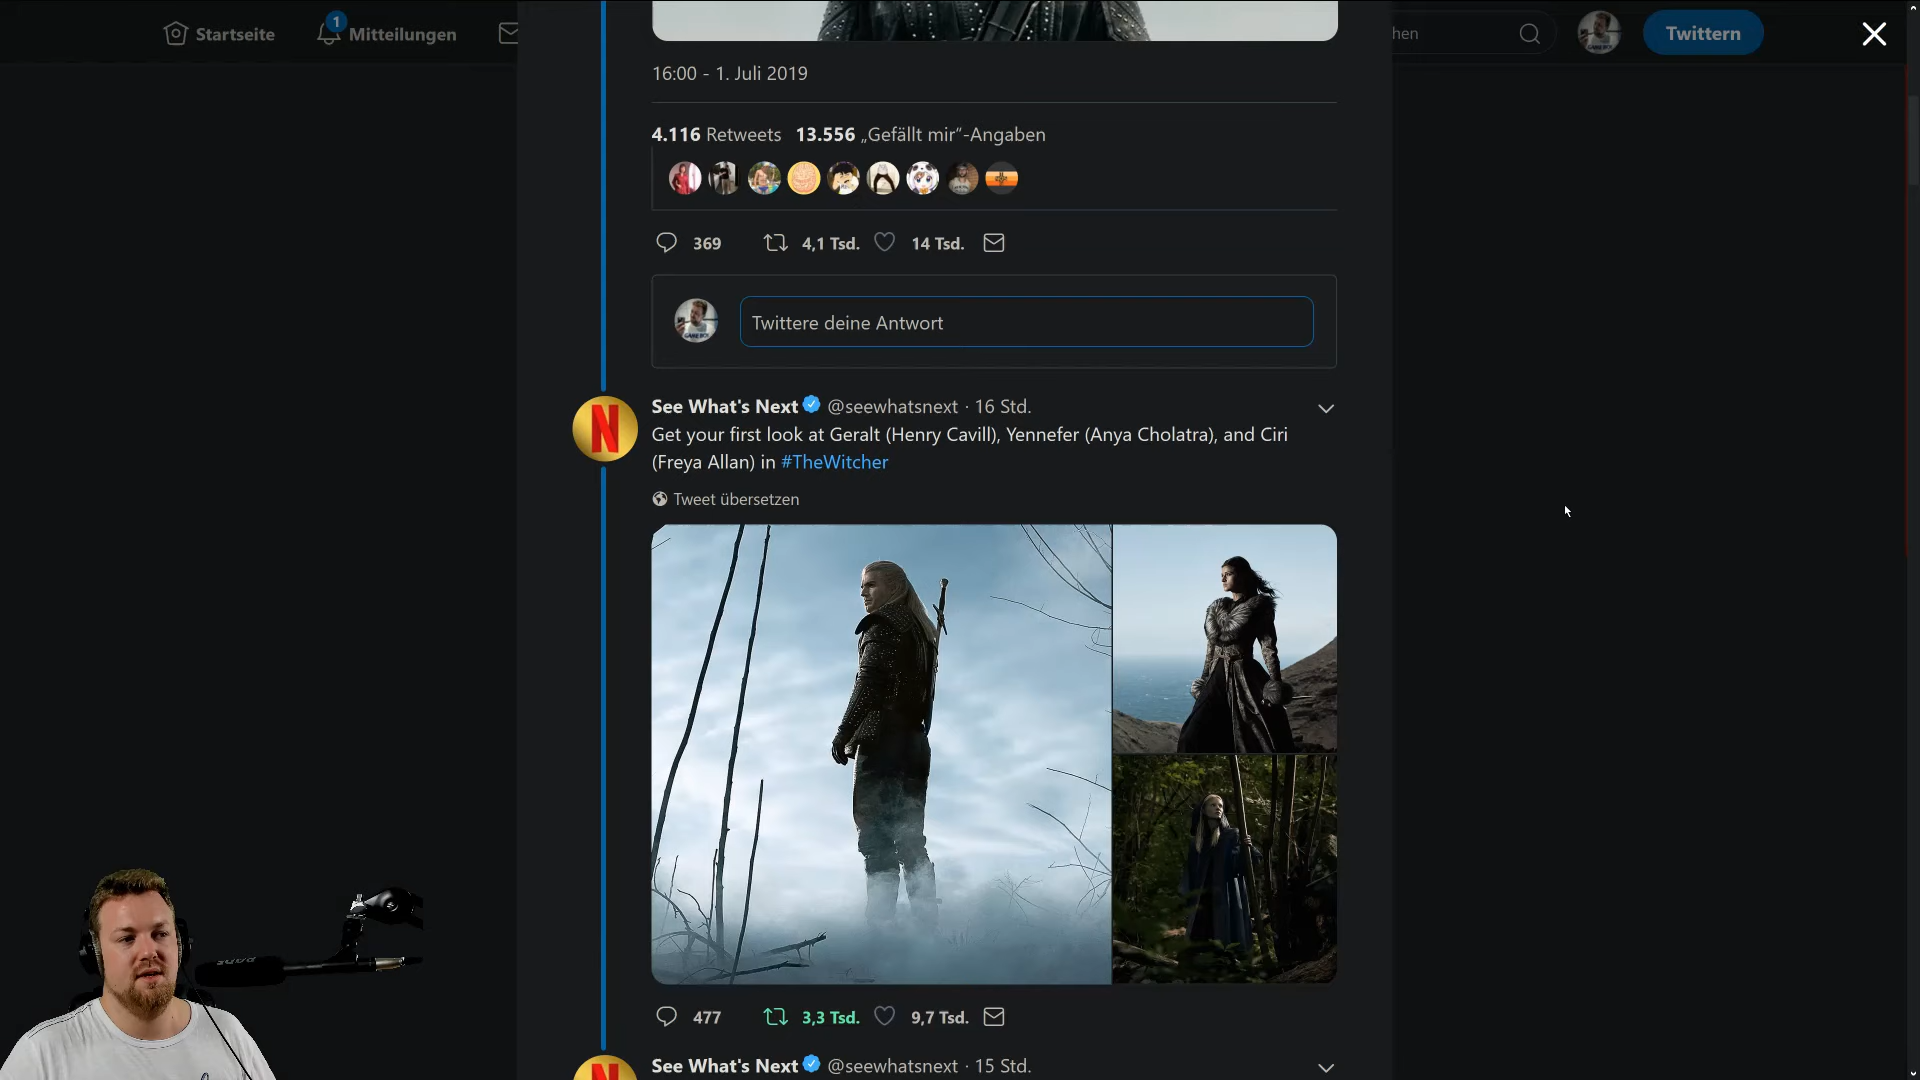 Startseite
1
Mitteilungen
hen
Twittern
16:00 - 1. Juli 2019
4.116 Retweets 13.556 „Gefällt mir“-Angaben
369 4,1 Tsd. 14 Tsd.
Twittere deine Antwort
See What's Next @seewhatsnext · 16 Std.
Get your first look at Geralt (Henry Cavill), Yennefer (Anya Cholatra), and Ciri
(Freya Allan) in #TheWitcher
Tweet übersetzen
477 3,3 Tsd. 9,7 Tsd.
See What's Next @seewhatsnext · 15 Std.
N
N